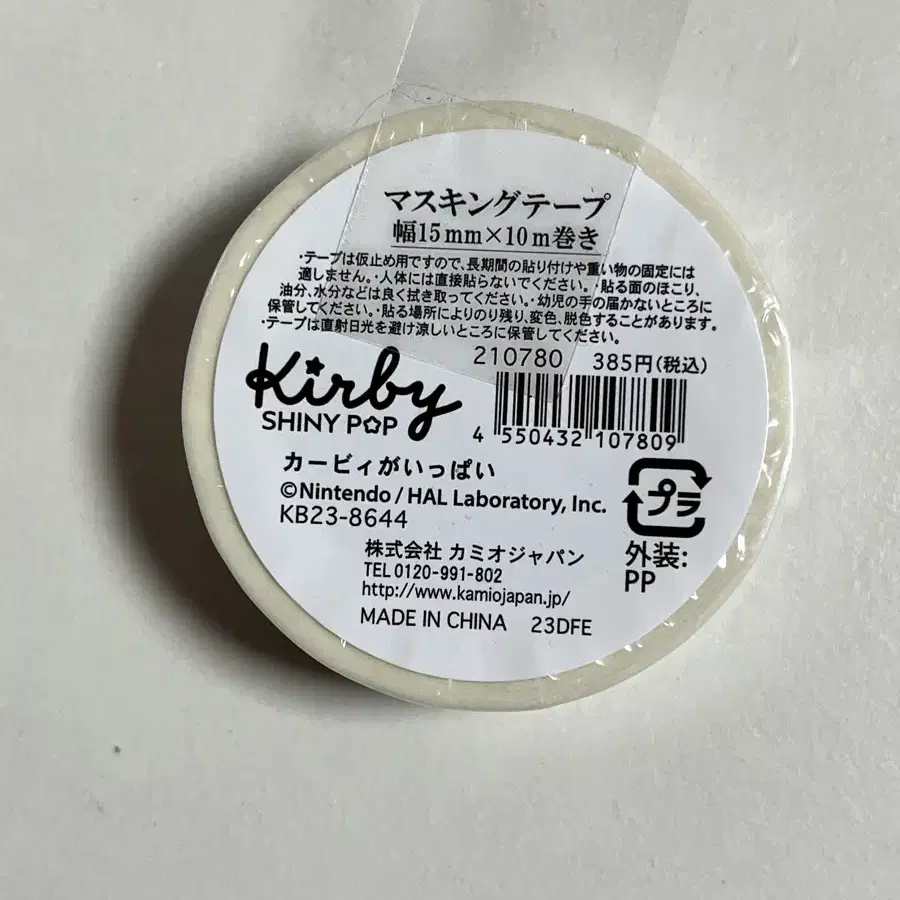 マスキングテープ
幅15mm×10m巻き
・テープは仮止め用ですので、長期間の貼り付けや重い物の固定には
適しません。・人体には直接貼らないでください。・貼る面のほこり、
油分、水分などは良く拭き取ってください。・幼児の手の届かないところに
保管してください。・貼る場所によりのり残り、変色、脱色することがあります。
・テープは直射日光を避け涼しいところに保管してください。
210780 385円(税込)
Kirby
SHINY POP
4 550432 107809
カービィがいっぱい
©Nintendo / HAL Laboratory, Inc.
KB23-8644
プラ
外装:
PP
株式会社 カミオジャパン
TEL 0120-991-802
http://www.kamiojapan.jp/
MADE IN CHINA 23DFE